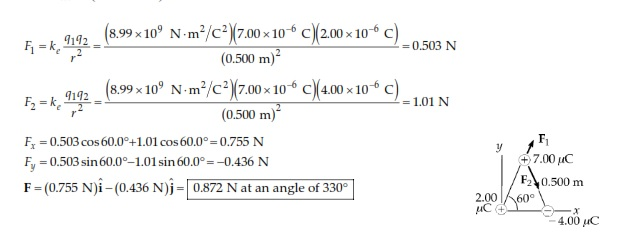 F₁ = kₑ q₁q₂/r² = (8.99 × 10⁹ N·m²/C²)(7.00 × 10⁻⁶ C)(2.00 × 10⁻⁶ C)/(0.500 m)² = 0.503 N
F₂ = kₑ q₁q₂/r² = (8.99 × 10⁹ N·m²/C²)(7.00 × 10⁻⁶ C)(4.00 × 10⁻⁶ C)/(0.500 m)² = 1.01 N
Fₓ = 0.503 cos 60.0°+1.01 cos 60.0° = 0.755 N
F_y = 0.503 sin 60.0°−1.01 sin 60.0° = −0.436 N
F = (0.755 N)î − (0.436 N)ĵ = 0.872 N at an angle of 330°
y
F₁
+ 7.00 μC
F₂ 0.500 m
2.00
μC + 60° − x
−4.00 μC